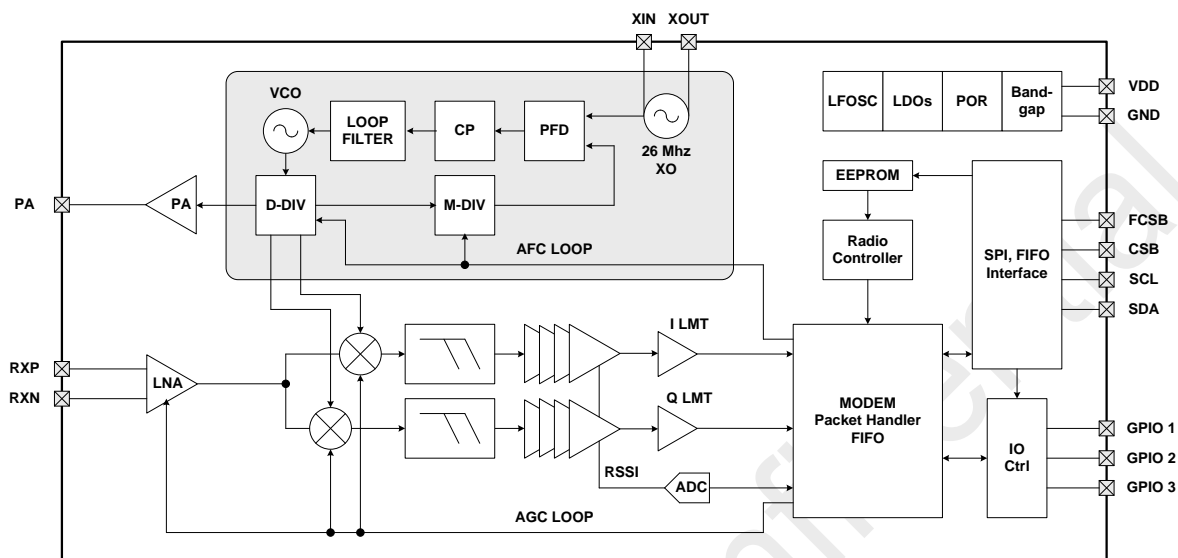 XIN XOUT
VCO
LOOP
FILTER
CP
PFD
26 Mhz
XO
LFOSC
LDOs
POR
Band-
gap
VDD
GND
PA
PA
D-DIV
M-DIV
AFC LOOP
EEPROM
Radio
Controller
SPI, FIFO
Interface
FCSB
CSB
SCL
SDA
RXP
RXN
LNA
I LMT
Q LMT
RSSI
ADC
AGC LOOP
MODEM
Packet Handler
FIFO
IO
Ctrl
GPIO 1
GPIO 2
GPIO 3